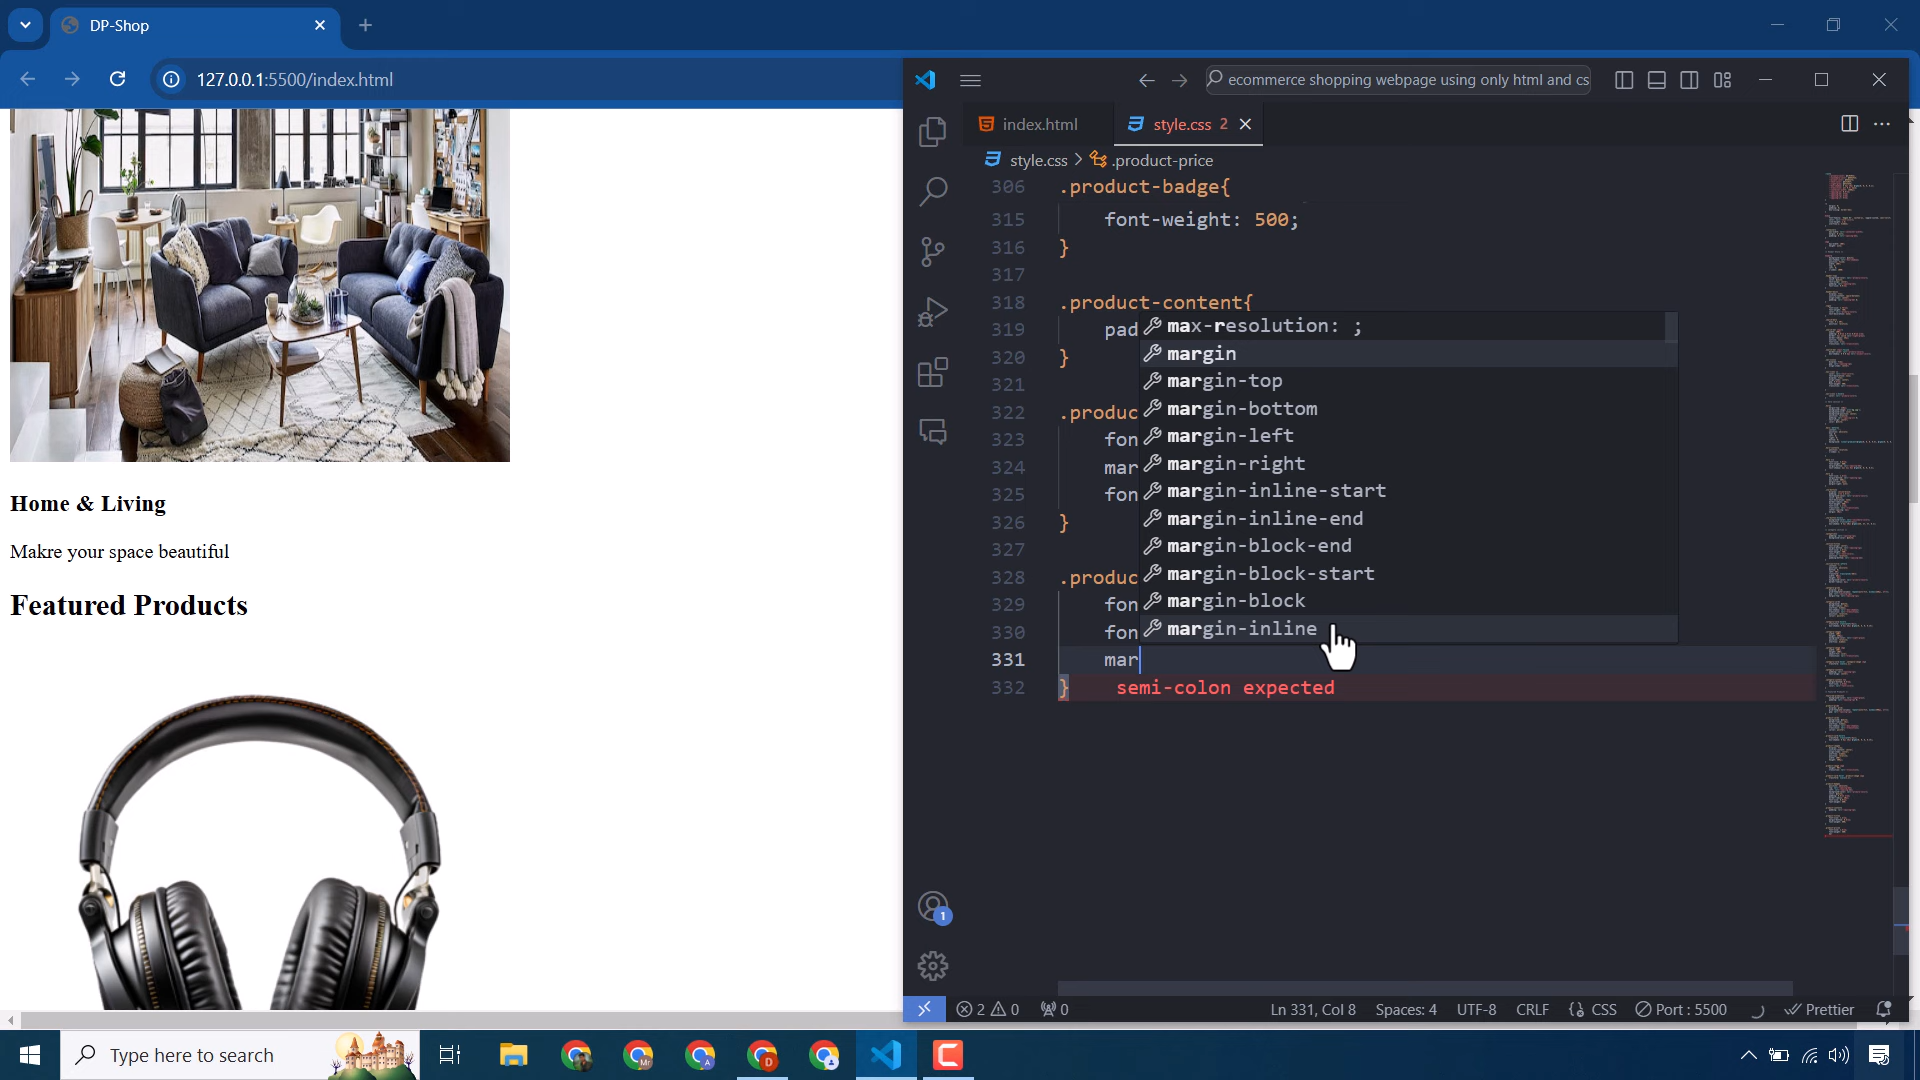 DP-Shop
127.0.0.1:5500/index.html
ecommerce shopping webpage using only html and cs
index.html
style.css 2
style.css > .product-price
306 .product-badge{
315 font-weight: 500;
316 }
317
318 .product-content{
319 pad
320 }
321
322 .produc
323 fon
324 mar
325 fon
326 }
327
328 .produc
329 fon
330 fon
331 mar
332 } semi-colon expected
max-resolution: ;
margin
margin-top
margin-bottom
margin-left
margin-right
margin-inline-start
margin-inline-end
margin-block-end
margin-block-start
margin-block
margin-inline
Home & Living
Makre your space beautiful
Featured Products
1
2 0 0
Ln 331, Col 8
Spaces: 4
UTF-8
CRLF
{} CSS
Port : 5500
Prettier
Type here to search
Mr
A
D